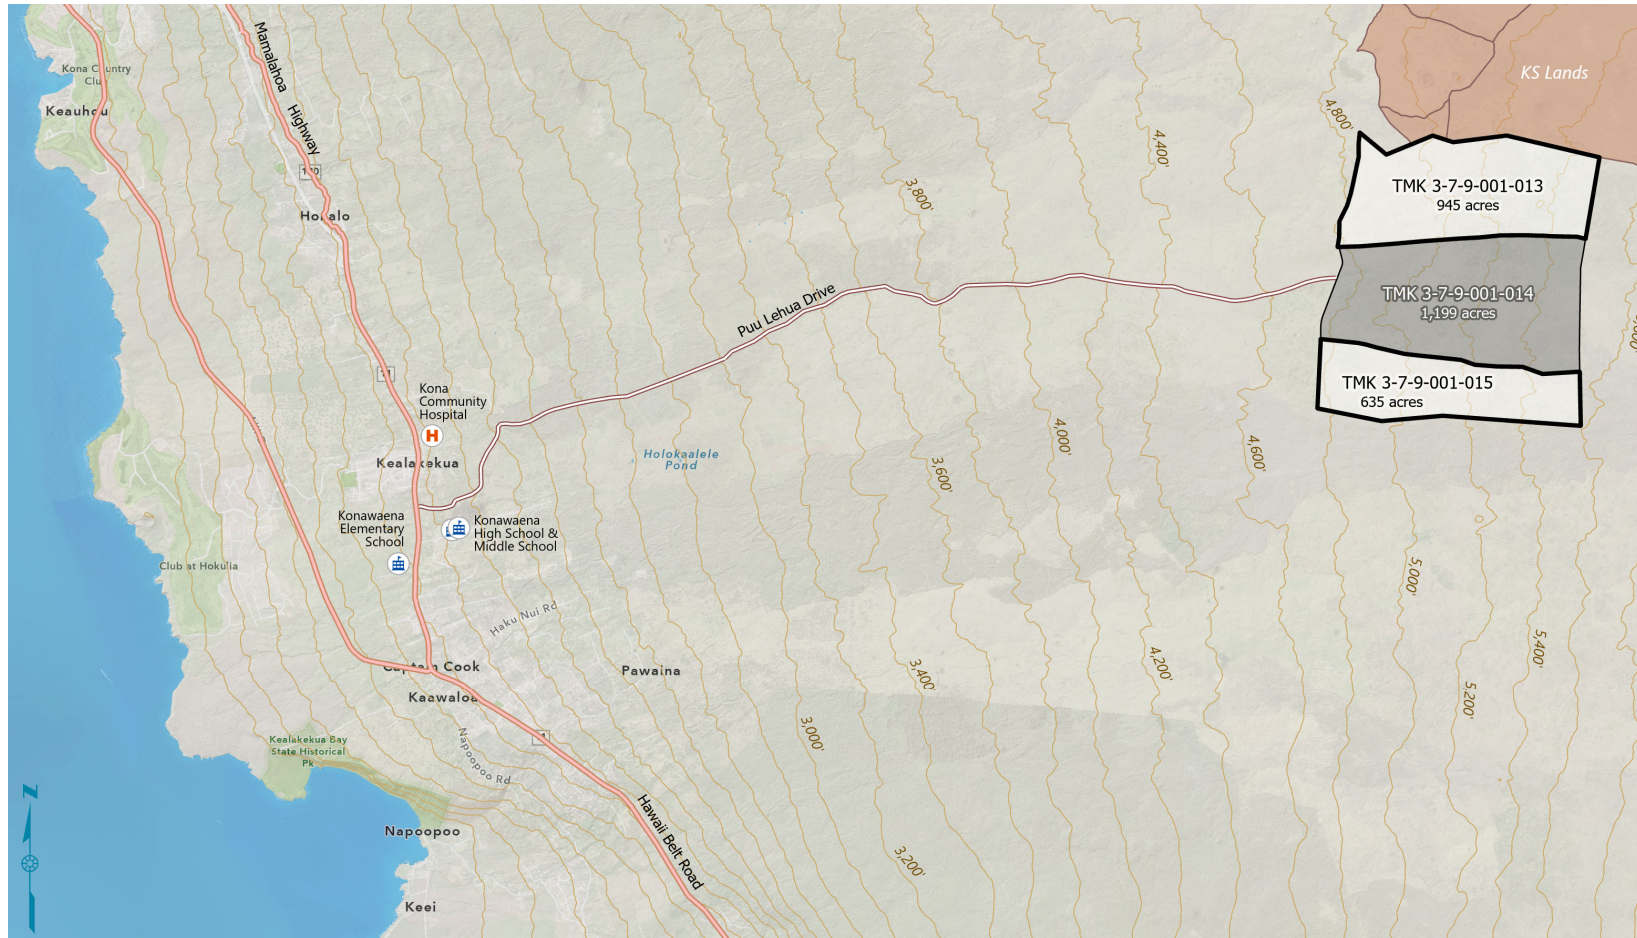 Mamalahoa Highway
Kona Country
Club
Keauhou
KS Lands
4,800'
4,400'
3,800'
TMK 3-7-9-001-013
945 acres
Honalo
TMK 3-7-9-001-014
1,199 acres
Puu Lehua Drive
11
TMK 3-7-9-001-015
635 acres
Kona
Community
Hospital
H
Kealakekua
Holokaalele
Pond
4,000'
4,600'
3,600'
Konawaena
Elementary
School
Konawaena
High School &
Middle School
Club at Hokulia
5,000'
Haku Nui Rd
Captain Cook
Kaawaloa
Pawaina
3,400'
4,200'
5,400'
5,200'
Kealakekua Bay
State Historical
Pk
Napoopoo Rd
3,000'
N
Napoopoo
Hawaii Belt Road
3,200'
Keei